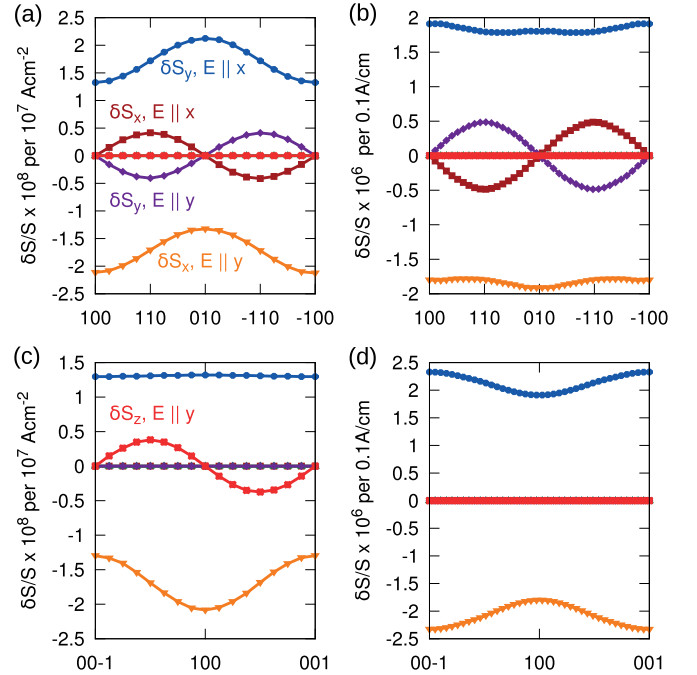 (a)
δS/S x 10⁸ per 10⁷ Acm⁻²
2.5
2
1.5
1
0.5
0
-0.5
-1
-1.5
-2
-2.5
δSy, E || x
δSx, E || x
δSy, E || y
δSx, E || y
100 110 010 -110 -100
(b)
δS/S x 10⁶ per 0.1A/cm
2
1.5
1
0.5
0
-0.5
-1
-1.5
-2
100 110 010 -110 -100
(c)
δS/S x 10⁸ per 10⁷ Acm⁻²
1.5
1
0.5
0
-0.5
-1
-1.5
-2
-2.5
δSz, E || y
00-1 100 001
(d)
δS/S x 10⁶ per 0.1A/cm
2.5
2
1.5
1
0.5
0
-0.5
-1
-1.5
-2
-2.5
00-1 100 001